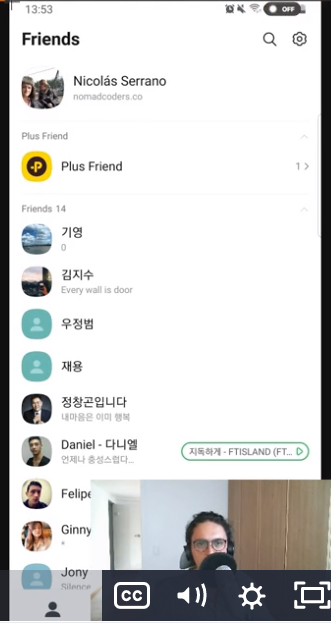 13:53
OFF
Friends
Nicolás Serrano
nomadcoders.co
Plus Friend
P
Plus Friend
1 >
Friends 14
기영
0
김지수
Every wall is door
우정범
재용
정창곤입니다
내마음은 이미 행복
Daniel - 다니엘
언제나 충성스럽다...
지독하게 - FTISLAND (FT...
Felipe
Ginny
*
Jony
Silence
CC